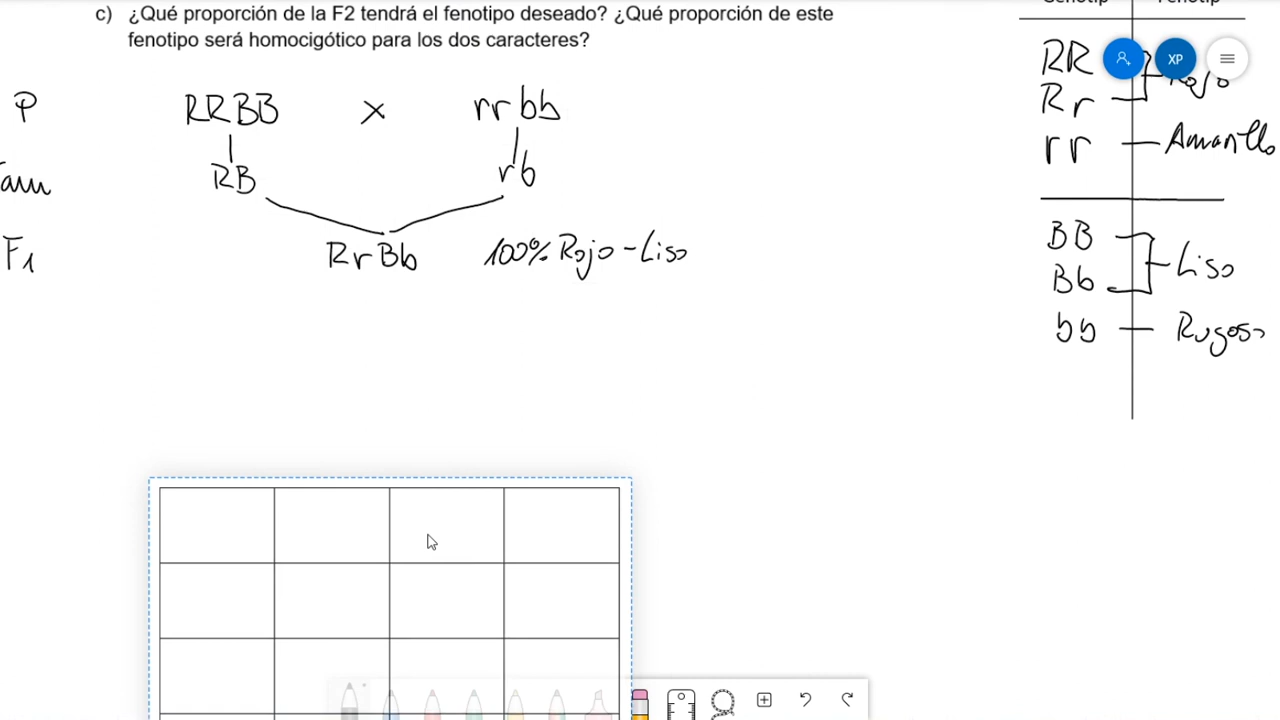 c) ¿Qué proporción de la F2 tendrá el fenotipo deseado? ¿Qué proporción de este
fenotipo será homocigótico para los dos caracteres?
P RRBB x rrbb
RB rb
F1 RrBb 100% Rojo-Liso
RR
Rr Rojo
rr Amarillo
BB
Bb Liso
bb Rugoso
XP